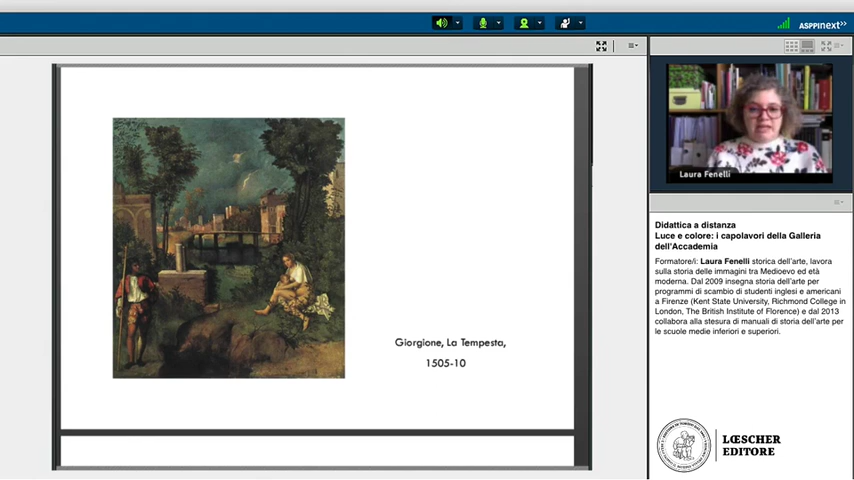 ASPPInext>>
Giorgione, La Tempesta,
1505-10
Laura Fenelli
Didattica a distanza
Luce e colore: i capolavori della Galleria
dell'Accademia
Formatore/i: Laura Fenelli storica dell'arte, lavora
sulla storia delle immagini tra Medioevo ed età
moderna. Dal 2009 insegna storia dell'arte per
programmi di scambio di studenti inglesi e americani
a Firenze (Kent State University, Richmond College in
London, The British Institute of Florence) e dal 2013
collabora alla stesura di manuali di storia dell'arte per
le scuole medie inferiori e superiori.
LŒSCHER
EDITORE